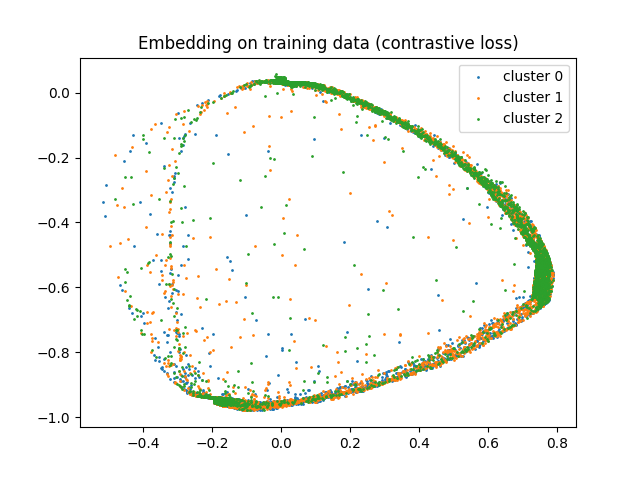 Embedding on training data (contrastive loss)
cluster 0
cluster 1
cluster 2
0.0
−0.2
−0.4
−0.6
−0.8
−1.0
−0.4 −0.2 0.0 0.2 0.4 0.6 0.8